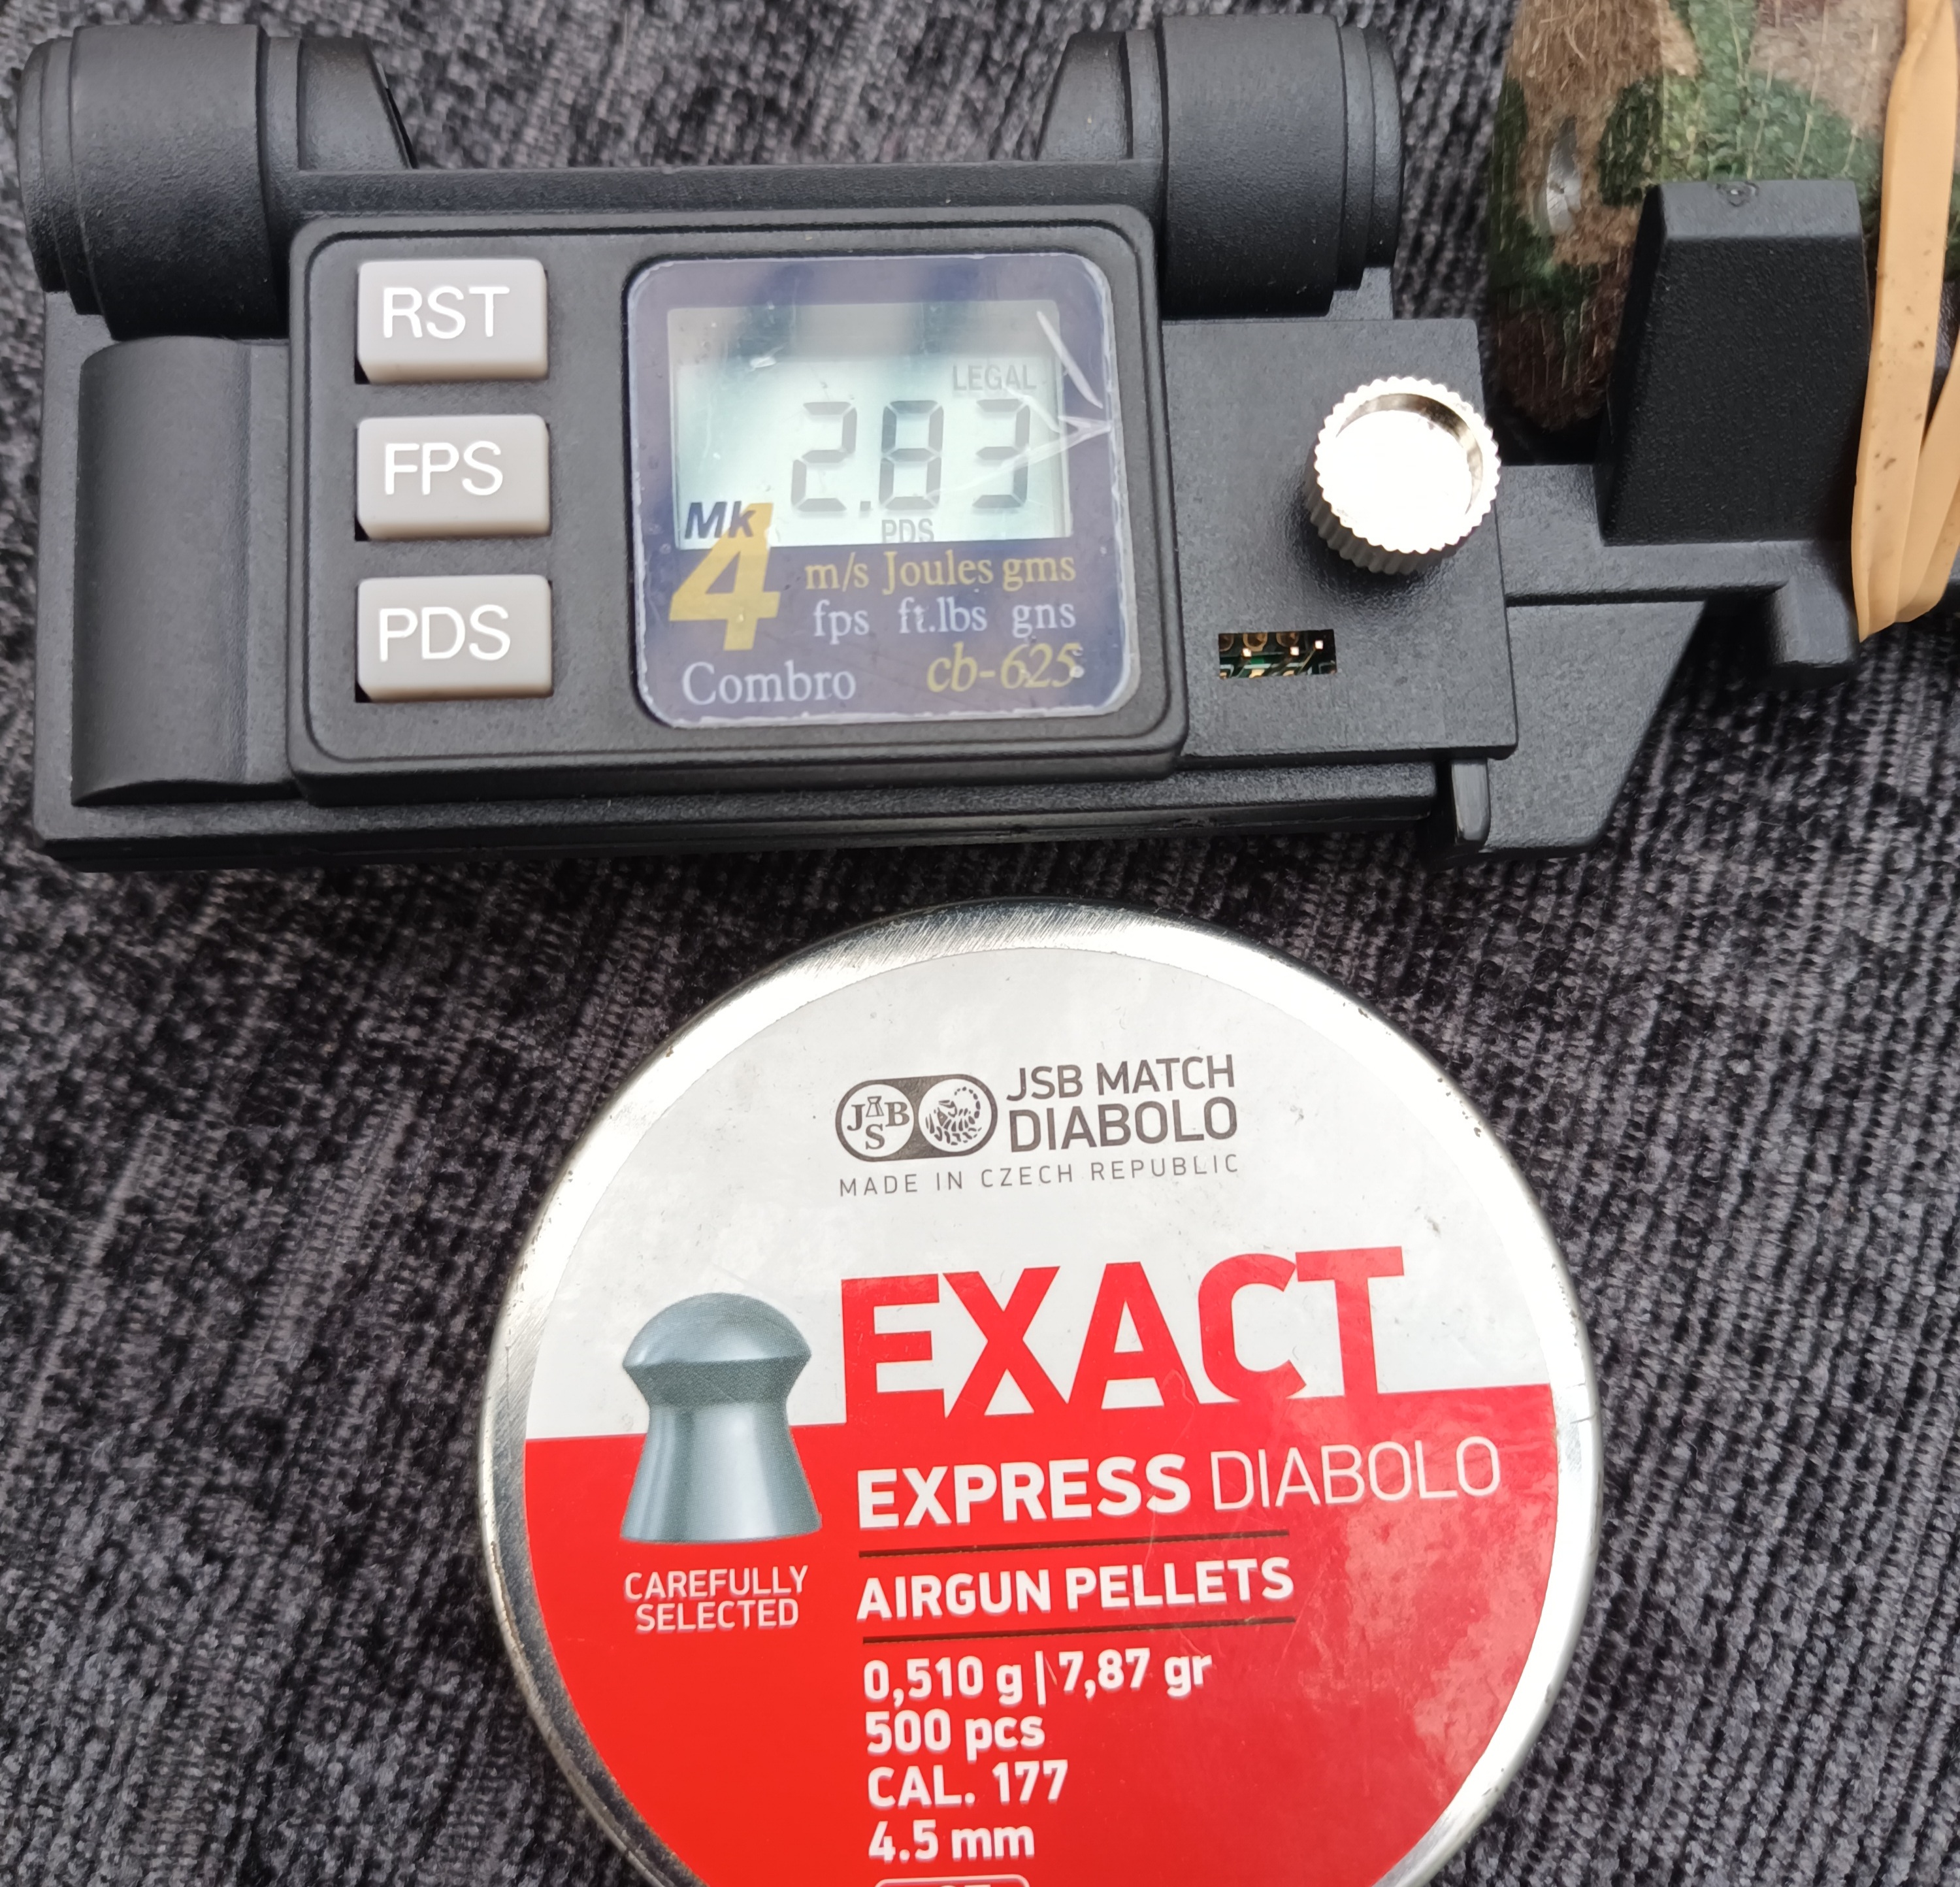 RST
FPS
PDS
LEGAL
2.83
PDS
Mk 4
m/s Joules gms
fps ft.lbs gns
Combro cb-625
JSB
JSB MATCH
DIABOLO
MADE IN CZECH REPUBLIC
EXACT
EXPRESS DIABOLO
CAREFULLY
SELECTED
AIRGUN PELLETS
0,510 g | 7,87 gr
500 pcs
CAL. 177
4.5 mm